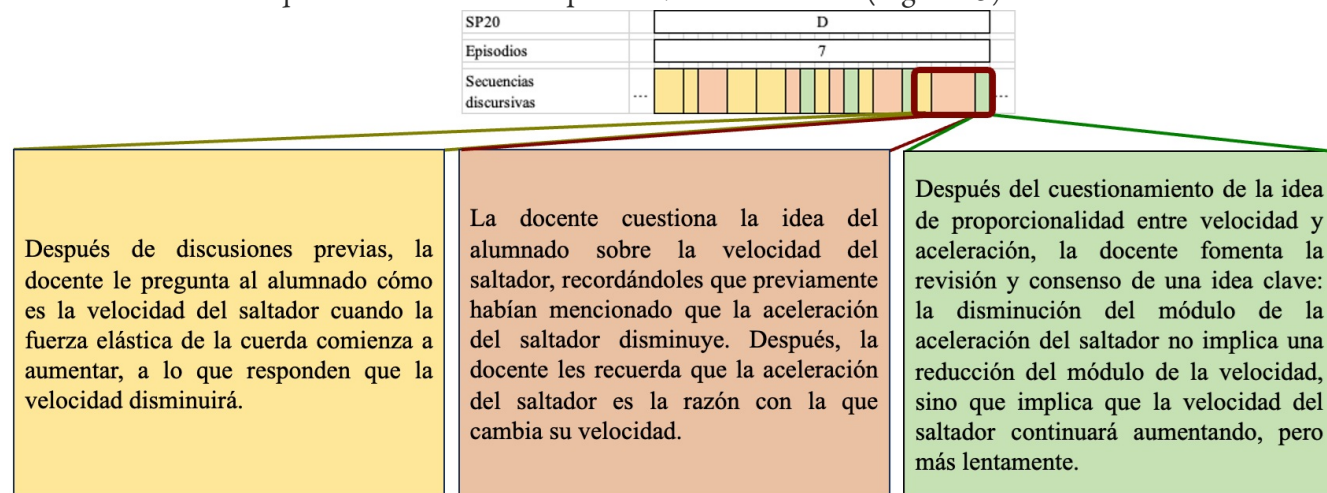 SP20
D
Episodios
7
Secuencias
discursivas
...
...
Después de discusiones previas, la
docente le pregunta al alumnado cómo
es la velocidad del saltador cuando la
fuerza elástica de la cuerda comienza a
aumentar, a lo que responden que la
velocidad disminuirá.
La docente cuestiona la idea del
alumnado sobre la velocidad del
saltador, recordándoles que previamente
habían mencionado que la aceleración
del saltador disminuye. Después, la
docente les recuerda que la aceleración
del saltador es la razón con la que
cambia su velocidad.
Después del cuestionamiento de la idea
de proporcionalidad entre velocidad y
aceleración, la docente fomenta la
revisión y consenso de una idea clave:
la disminución del módulo de la
aceleración del saltador no implica una
reducción del módulo de la velocidad,
sino que implica que la velocidad del
saltador continuará aumentando, pero
más lentamente.